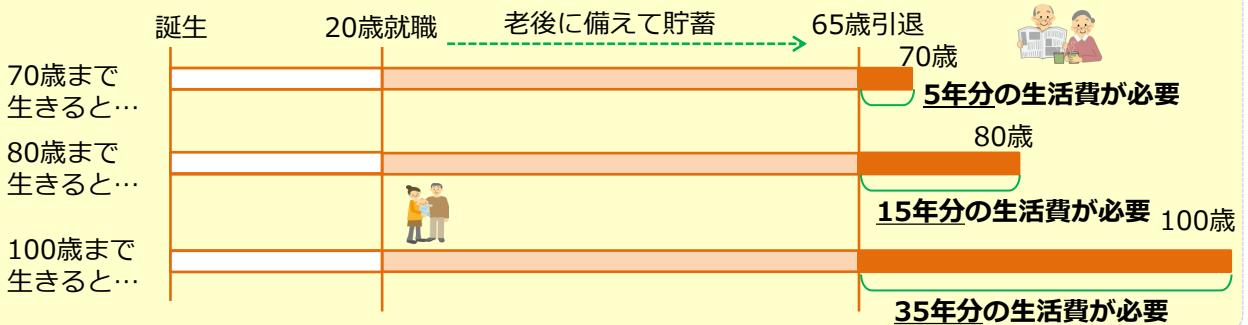 誕生
20歳就職
老後に備えて貯蓄
65歳引退
70歳まで
生きると…
70歳
5年分の生活費が必要
80歳まで
生きると…
80歳
15年分の生活費が必要
100歳まで
生きると…
100歳
35年分の生活費が必要